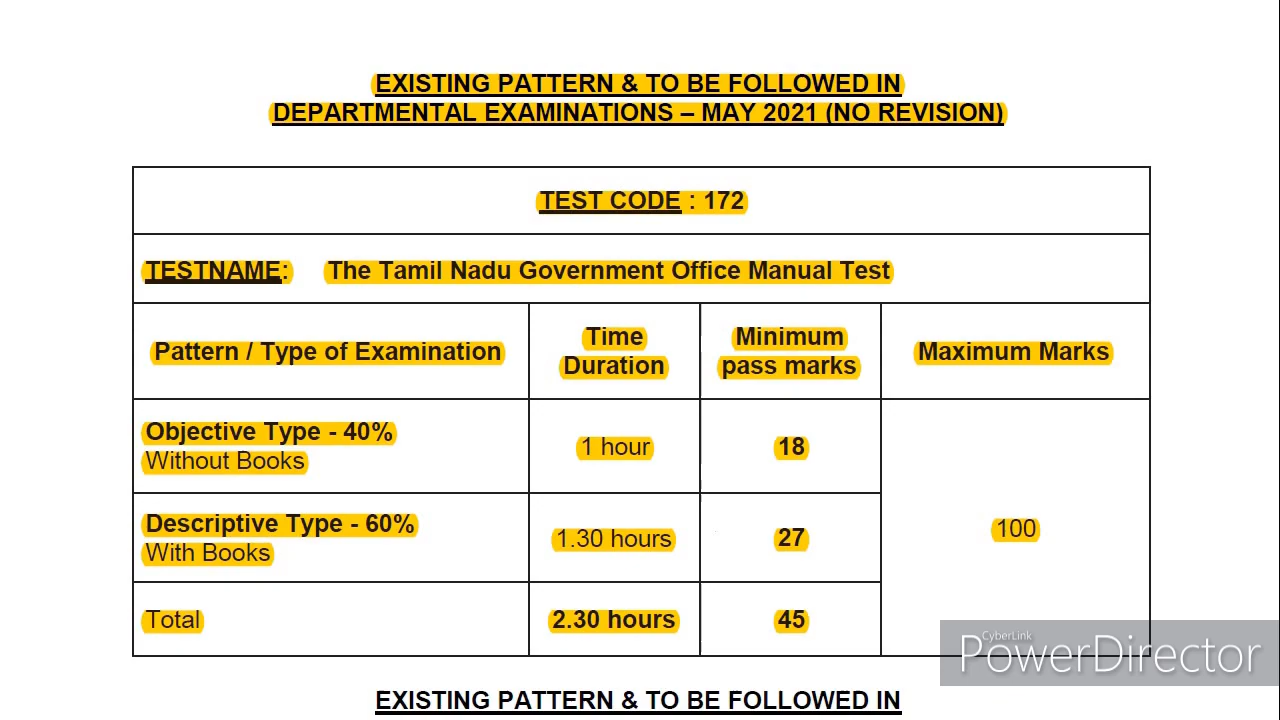 EXISTING PATTERN & TO BE FOLLOWED IN
DEPARTMENTAL EXAMINATIONS – MAY 2021 (NO REVISION)
TEST CODE : 172
TESTNAME: The Tamil Nadu Government Office Manual Test
Pattern / Type of Examination
Time
Duration
Minimum
pass marks
Maximum Marks
Objective Type - 40%
Without Books
1 hour
18
Descriptive Type - 60%
With Books
1.30 hours
27
100
Total
2.30 hours
45
CyberLink
PowerDirector
EXISTING PATTERN & TO BE FOLLOWED IN